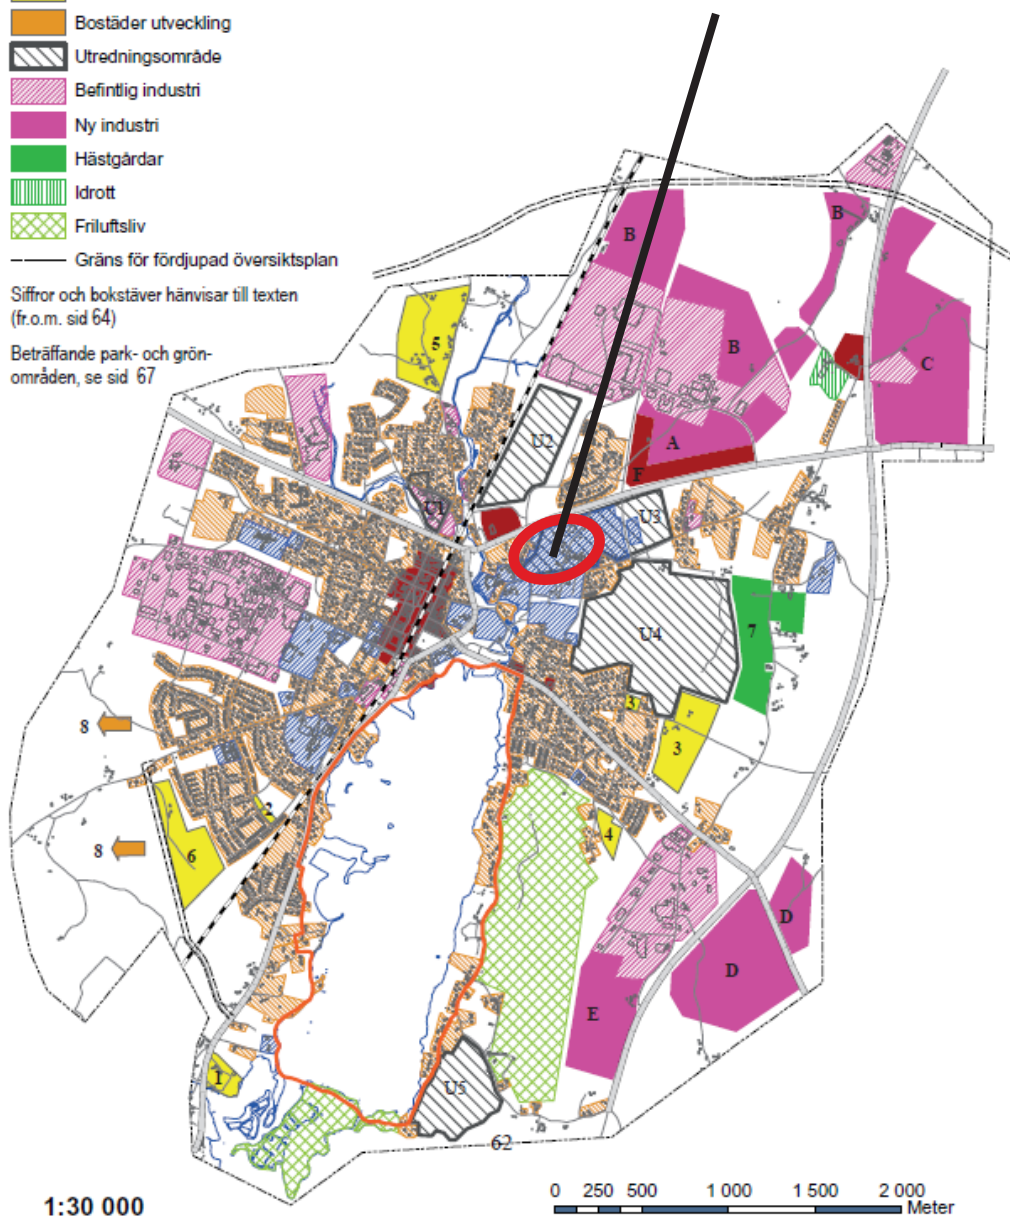 Bostäder utveckling
Utredningsområde
Befintlig industri
Ny industri
Hästgårdar
Idrott
Friluftsliv
Gräns för fördjupad översiktsplan
Siffror och bokstäver hänvisar till texten
(fr.o.m. sid 64)
Beträffande park- och grön-
områden, se sid 67
B
B
5
B
A
C
U2
A
F
U1
U3
U4
7
3
3
8
2
4
6
8
D
D
E
1
U5
62
1:30 000
0 250 500 1 000 1 500 2 000
Meter